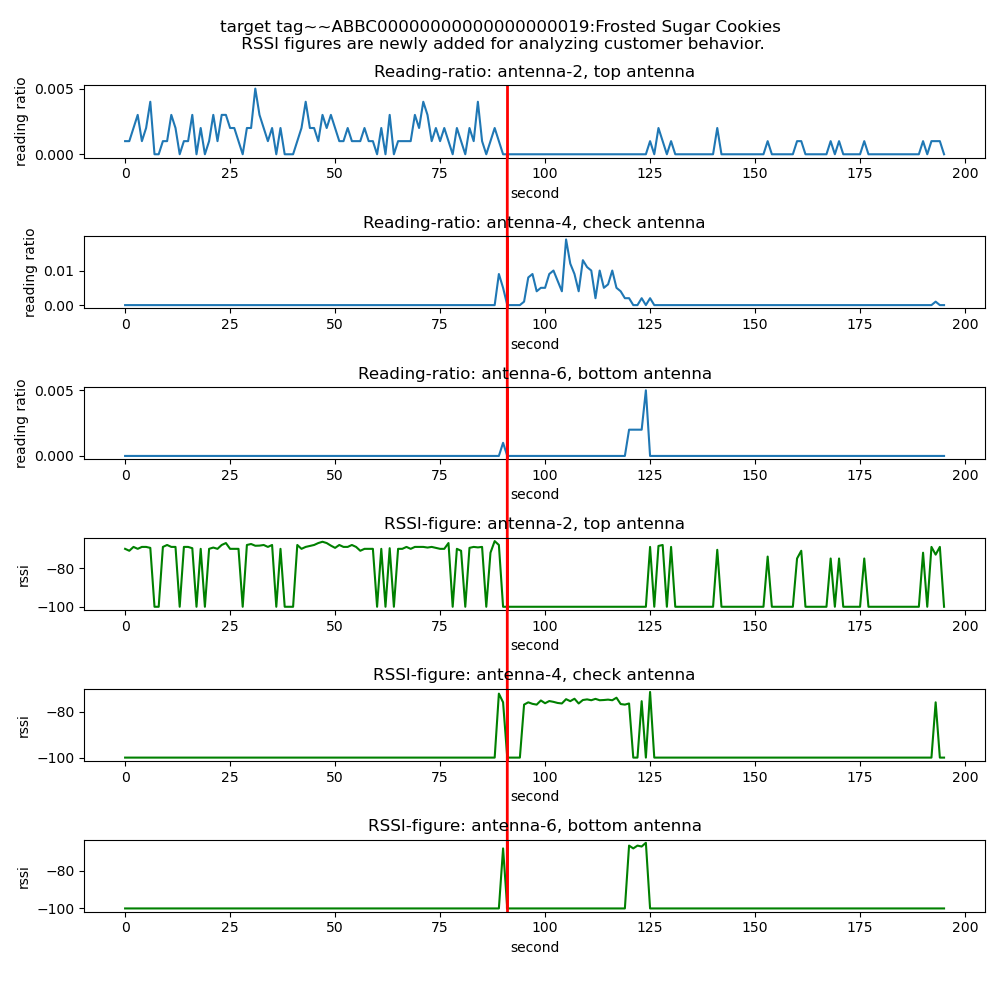 target tag~~ABBC00000000000000000019:Frosted Sugar Cookies
RSSI figures are newly added for analyzing customer behavior.
Reading-ratio: antenna-2, top antenna
reading ratio
0.005
0.000
0 25 50 75 100 125 150 175 200
second
Reading-ratio: antenna-4, check antenna
reading ratio
0.01
0.00
0 25 50 75 100 125 150 175 200
second
Reading-ratio: antenna-6, bottom antenna
reading ratio
0.005
0.000
0 25 50 75 100 125 150 175 200
second
RSSI-figure: antenna-2, top antenna
rssi
−80
−100
0 25 50 75 100 125 150 175 200
second
RSSI-figure: antenna-4, check antenna
rssi
−80
−100
0 25 50 75 100 125 150 175 200
second
RSSI-figure: antenna-6, bottom antenna
rssi
−80
−100
0 25 50 75 100 125 150 175 200
second